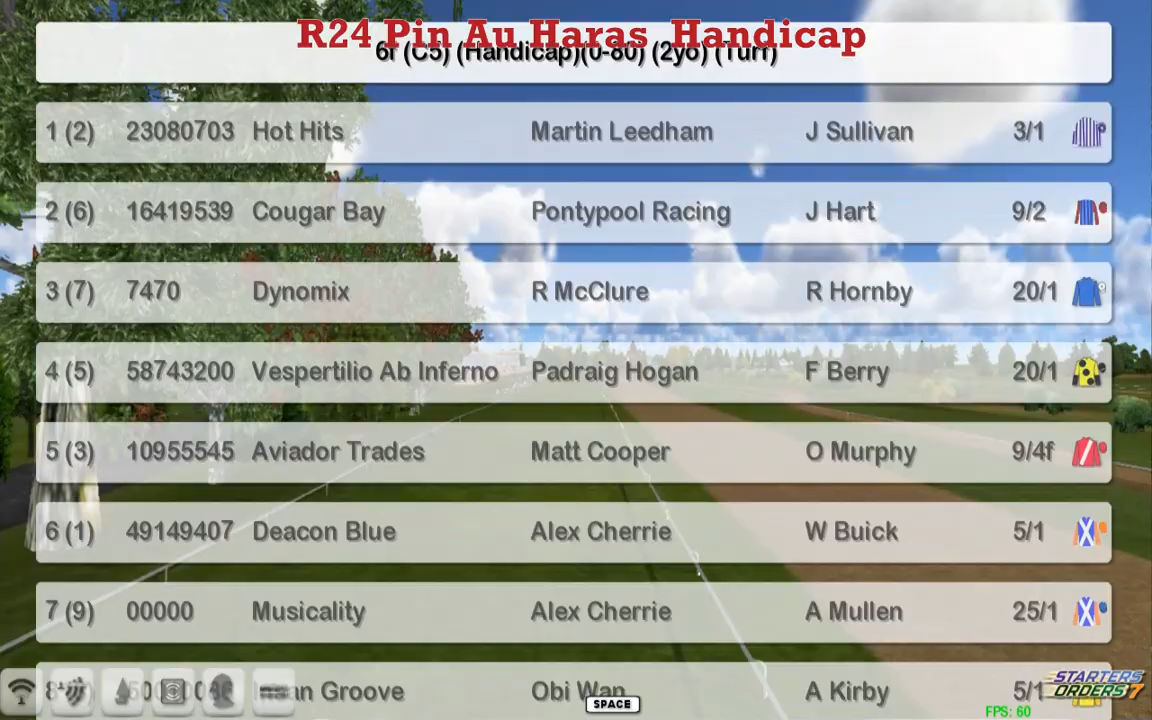 R24 Pin Au Haras Handicap
6f (C5) (Handicap)(0-80) (2yo) (Turf)
1 (2) 23080703 Hot Hits Martin Leedham J Sullivan 3/1
2 (6) 16419539 Cougar Bay Pontypool Racing J Hart 9/2
3 (7) 7470 Dynomix R McClure R Hornby 20/1
4 (5) 58743200 Vespertilio Ab Inferno Padraig Hogan F Berry 20/1
5 (3) 10955545 Aviador Trades Matt Cooper O Murphy 9/4f
6 (1) 49149407 Deacon Blue Alex Cherrie W Buick 5/1
7 (9) 00000 Musicality Alex Cherrie A Mullen 25/1
8 Groove Obi Wan A Kirby 5/1
STARTERS ORDERS 7
SPACE
FPS: 60